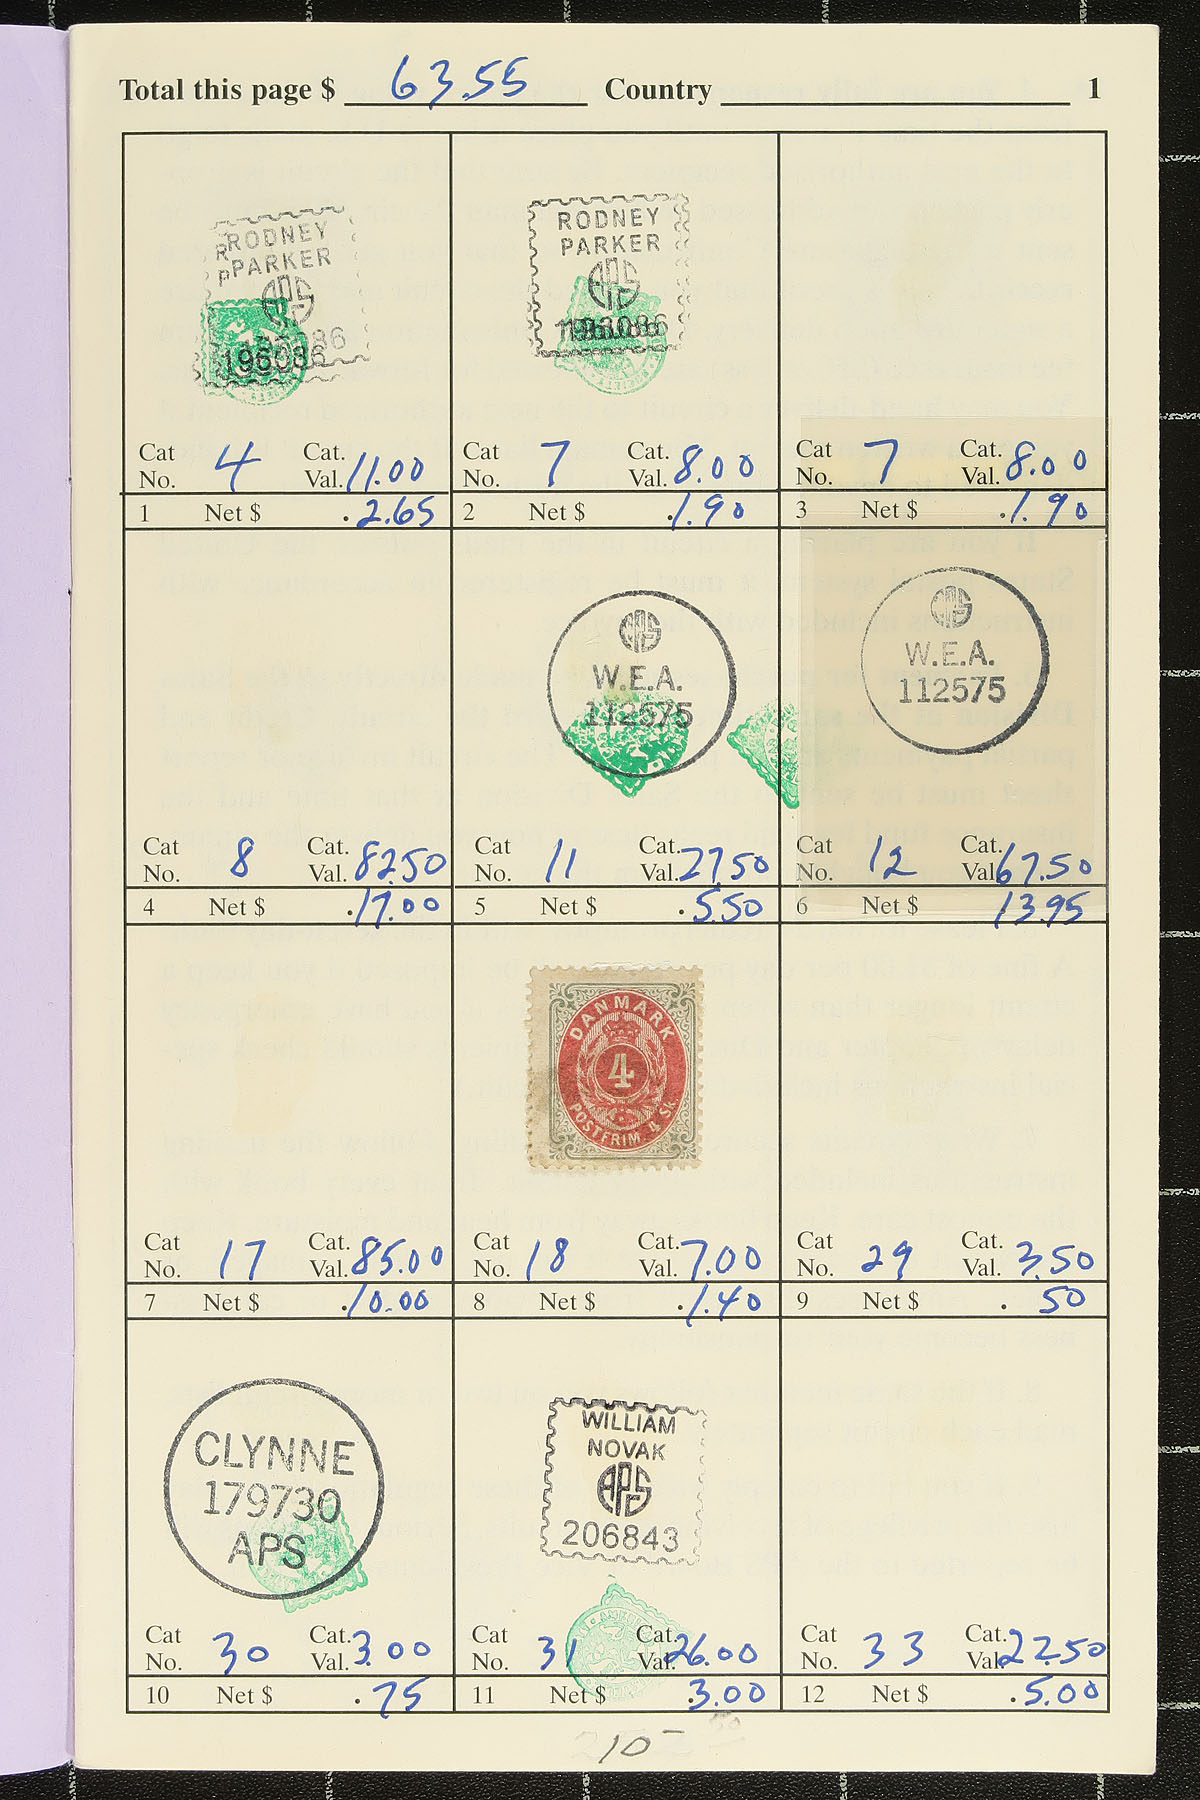 Total this page $ 63.55 Country 1
RODNEY
PARKER
APS
196036
RODNEY
PARKER
APS
Cat No. 4 Cat. Val. 11.00
1 Net $ .2.65
Cat No. 7 Cat. Val. 8.00
2 Net $ .1.90
Cat No. 7 Cat. Val. 8.00
3 Net $ .1.90
APS
W.E.A.
112575
APS
W.E.A.
112575
Cat No. 8 Cat. Val. 82.50
4 Net $ .17.00
Cat No. 11 Cat. Val. 27.50
5 Net $ .5.50
Cat No. 12 Cat. Val. 67.50
6 Net $ 13.95
DANMARK
4
POSTFRIM. 4 SK.
Cat No. 17 Cat. Val. 85.00
7 Net $ .10.00
Cat No. 18 Cat. Val. 7.00
8 Net $ .1.40
Cat No. 29 Cat. Val. 3.50
9 Net $ . 50
CLYNNE
179730
APS
WILLIAM
NOVAK
APS
206843
Cat No. 30 Cat. Val. 3.00
10 Net $ .75
Cat No. 31 Cat. Val. 26.00
11 Net $ .3.00
Cat No. 33 Cat. Val. 22.50
12 Net $ .5.00
10-